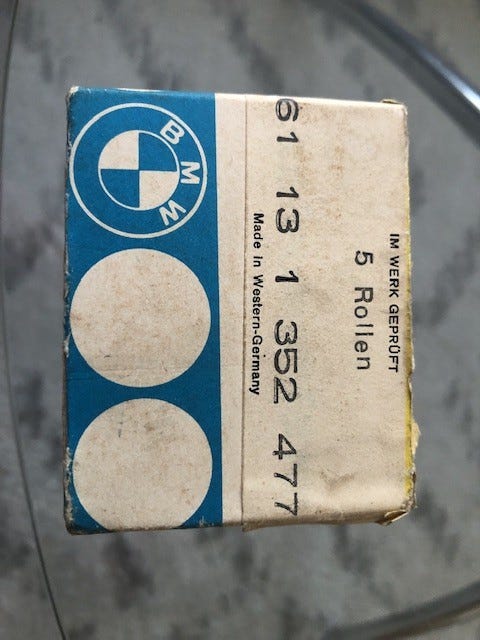 BMW
IM WERK GEPRÜFT
5 Rollen
61 13 1 352 477
Made in Western-Germany